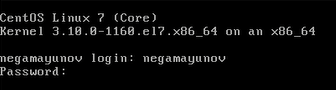 CentOS Linux 7 (Core)
Kernel 3.10.0-1160.el7.x86_64 on an x86_64
negamayunov login: negamayunov
Password: